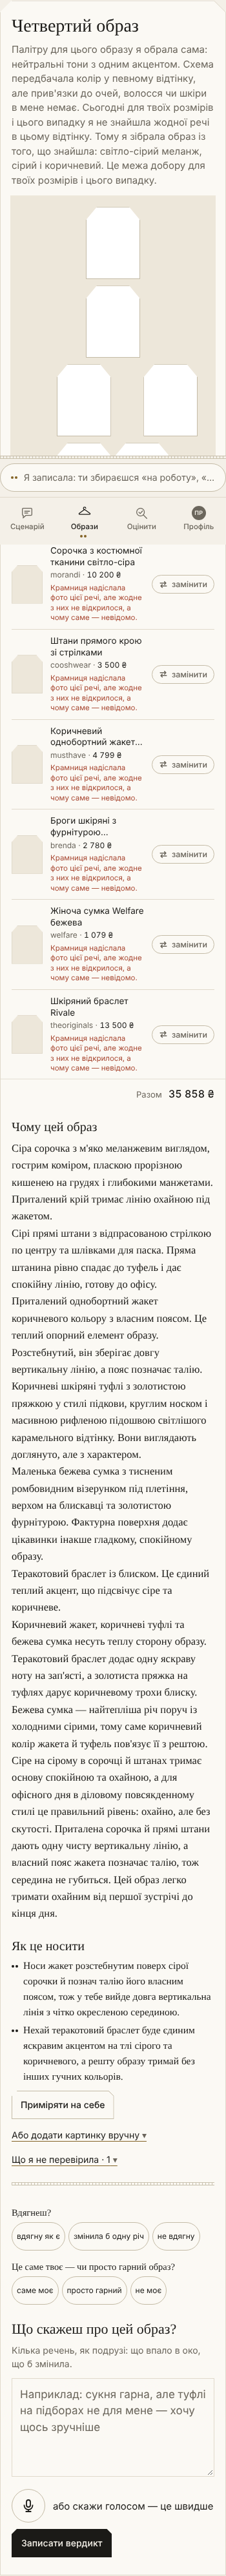 Четвертий образ
Палітру для цього образу я обрала сама:
нейтральні тони з одним акцентом. Схема
передбачала колір у певному відтінку,
але прив'язки до очей, волосся чи шкіри
в мене немає. Сьогодні для твоїх розмірів
і цього випадку я не знайшла жодної речі
в цьому відтінку. Тому я зібрала образ із
того, що знайшла: світло-сірий меланж,
сірий і коричневий. Це межа добору для
твоїх розмірів і цього випадку.
Я записала: ти збираєшся «на роботу», «...
Сценарій
Образи
Оцінити
ПР
Профіль
Сорочка з костюмної
тканини світло-сіра
morandi · 10 200 ₴
Крамниця надіслала
фото цієї речі, але жодне
з них не відкрилося, а
чому саме — невідомо.
замінити
Штани прямого крою
зі стрілками
cooshwear · 3 500 ₴
Крамниця надіслала
фото цієї речі, але жодне
з них не відкрилося, а
чому саме — невідомо.
замінити
Коричневий
однобортний жакет...
musthave · 4 799 ₴
Крамниця надіслала
фото цієї речі, але жодне
з них не відкрилося, а
чому саме — невідомо.
замінити
Броги шкіряні з
фурнітурою...
brenda · 2 780 ₴
Крамниця надіслала
фото цієї речі, але жодне
з них не відкрилося, а
чому саме — невідомо.
замінити
Жіноча сумка Welfare
бежева
welfare · 1 079 ₴
Крамниця надіслала
фото цієї речі, але жодне
з них не відкрилося, а
чому саме — невідомо.
замінити
Шкіряний браслет
Rivale
theoriginals · 13 500 ₴
Крамниця надіслала
фото цієї речі, але жодне
з них не відкрилося, а
чому саме — невідомо.
замінити
Разом 35 858 ₴
Чому цей образ
Сіра сорочка з м'яко меланжевим виглядом,
гострим коміром, пласкою прорізною
кишенею на грудях і глибокими манжетами.
Приталений крій тримає лінію охайною під
жакетом.
Сірі прямі штани з відпрасованою стрілкою
по центру та шлівками для паска. Пряма
штанина рівно спадає до туфель і дає
спокійну лінію, готову до офісу.
Приталений однобортний жакет
коричневого кольору з власним поясом. Це
теплий опорний елемент образу.
Розстебнутий, він зберігає довгу
вертикальну лінію, а пояс позначає талію.
Коричневі шкіряні туфлі з золотистою
пряжкою у стилі підкови, круглим носком і
масивною рифленою підошвою світлішого
карамельного відтінку. Вони виглядають
доглянуто, але з характером.
Маленька бежева сумка з тисненим
ромбовидним візерунком під плетіння,
верхом на блискавці та золотистою
фурнітурою. Фактурна поверхня додає
цікавинки інакше гладкому, спокійному
образу.
Теракотовий браслет із блиском. Це єдиний
теплий акцент, що підсвічує сіре та
коричневе.
Коричневий жакет, коричневі туфлі та
бежева сумка несуть теплу сторону образу.
Теракотовий браслет додає одну яскраву
ноту на зап'ясті, а золотиста пряжка на
туфлях дарує коричневому трохи блиску.
Бежева сумка — найтепліша річ поруч із
холодними сірими, тому саме коричневий
колір жакета й туфель пов'язує її з рештою.
Сіре на сірому в сорочці й штанах тримає
основу спокійною та охайною, а для
офісного дня в діловому повсякденному
стилі це правильний рівень: охайно, але без
скутості. Приталена сорочка й прямі штани
дають одну чисту вертикальну лінію, а
власний пояс жакета позначає талію, тож
середина не губиться. Цей образ легко
тримати охайним від першої зустрічі до
кінця дня.
Як це носити
•• Носи жакет розстебнутим поверх сірої
сорочки й познач талію його власним
поясом, тож у тебе вийде довга вертикальна
лінія з чітко окресленою серединою.
•• Нехай теракотовий браслет буде єдиним
яскравим акцентом на тлі сірого та
коричневого, а решту образу тримай без
інших гучних кольорів.
Приміряти на себе
Або додати картинку вручну ▾
Що я не перевірила · 1 ▾
Вдягнеш?
вдягну як є
змінила б одну річ
не вдягну
Це саме твоє — чи просто гарний образ?
саме моє
просто гарний
не моє
Що скажеш про цей образ?
Кілька речень, як подрузі: що впало в око,
що б змінила.
Наприклад: сукня гарна, але туфлі
на підборах не для мене — хочу
щось зручніше
або скажи голосом — це швидше
Записати вердикт